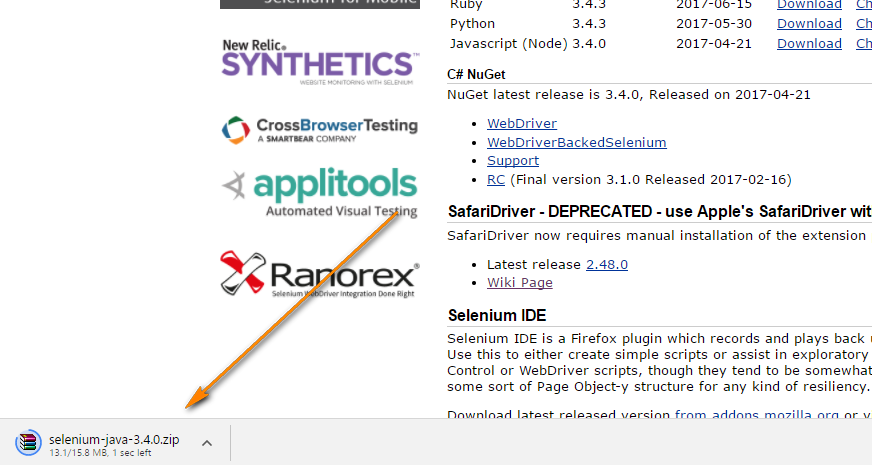 Selenium for Mobile
New Relic.
SYNTHETICS™
WEBSITE MONITORING WITH SELENIUM
CrossBrowserTesting
A SMARTBEAR COMPANY
applitools
Automated Visual Testing
Ranorex®
Selenium WebDriver Integration Done Right
Ruby 3.4.3 2017-06-15 Download Ch
Python 3.4.3 2017-05-30 Download Ch
Javascript (Node) 3.4.0 2017-04-21 Download Ch
C# NuGet
NuGet latest release is 3.4.0, Released on 2017-04-21
WebDriver
WebDriverBackedSelenium
Support
RC (Final version 3.1.0 Released 2017-02-16)
SafariDriver - DEPRECATED - use Apple's SafariDriver wit
SafariDriver now requires manual installation of the extension
Latest release 2.48.0
Wiki Page
Selenium IDE
Selenium IDE is a Firefox plugin which records and plays back u
Use this to either create simple scripts or assist in exploratory
Control or WebDriver scripts, though they tend to be somewhat
some sort of Page Object-y structure for any kind of resiliency.
Download latest released version from addons.mozilla.org or v
selenium-java-3.4.0.zip
13.1/15.8 MB, 1 sec left